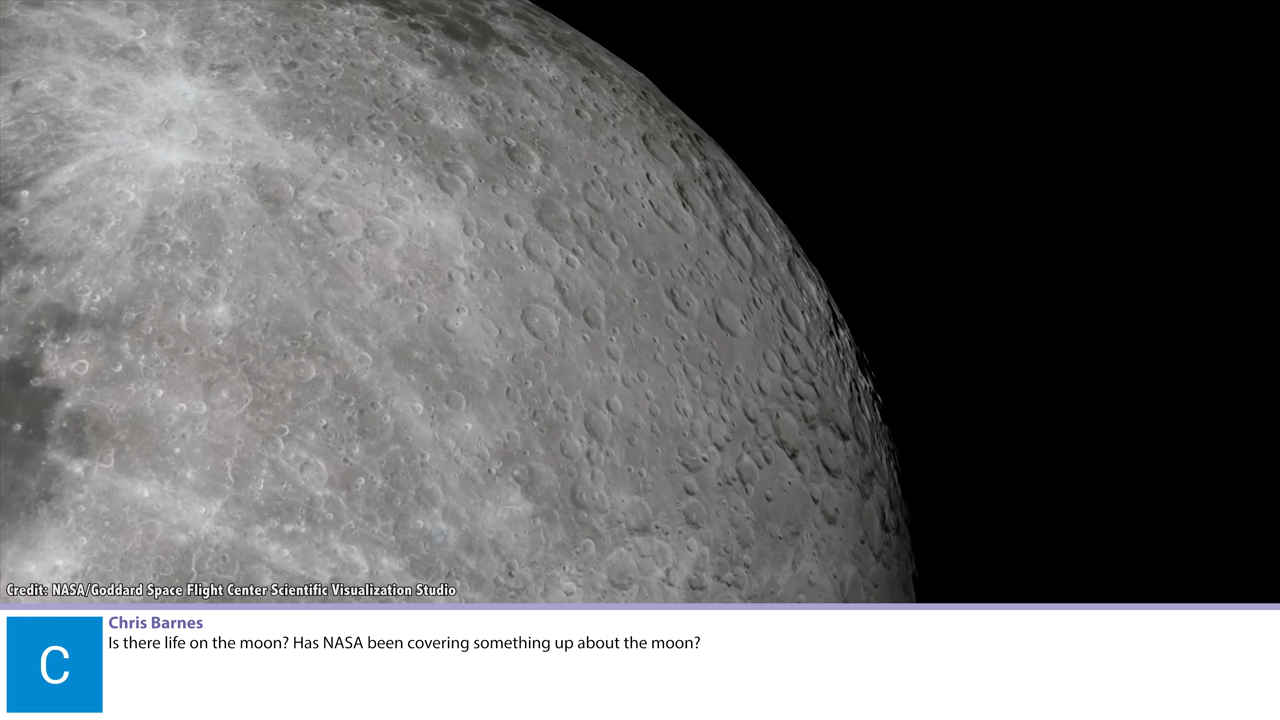 Credit: NASA/Goddard Space Flight Center Scientific Visualization Studio
Chris Barnes
C
Is there life on the moon? Has NASA been covering something up about the moon?